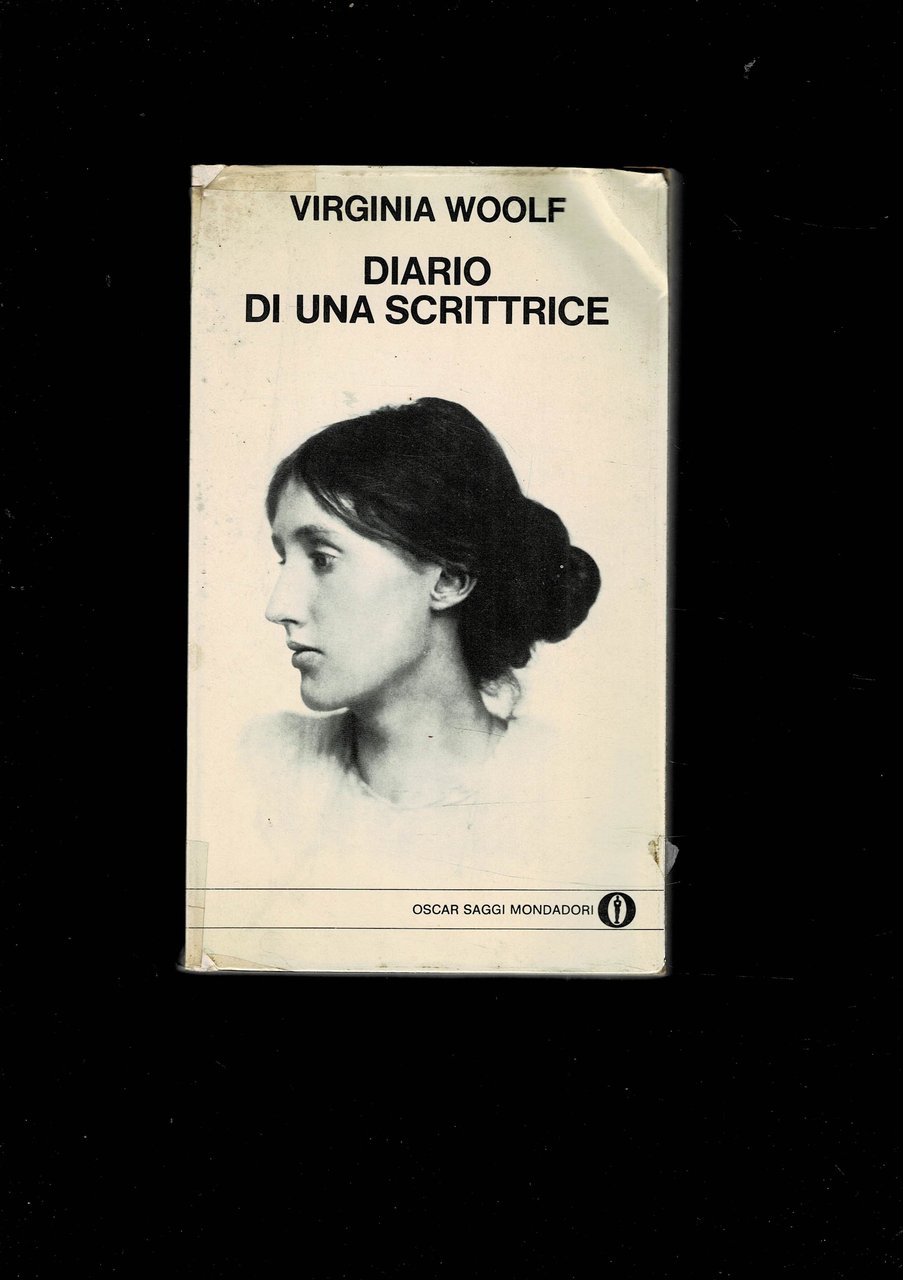 VIRGINIA WOOLF
DIARIO
DI UNA SCRITTRICE
OSCAR SAGGI MONDADORI